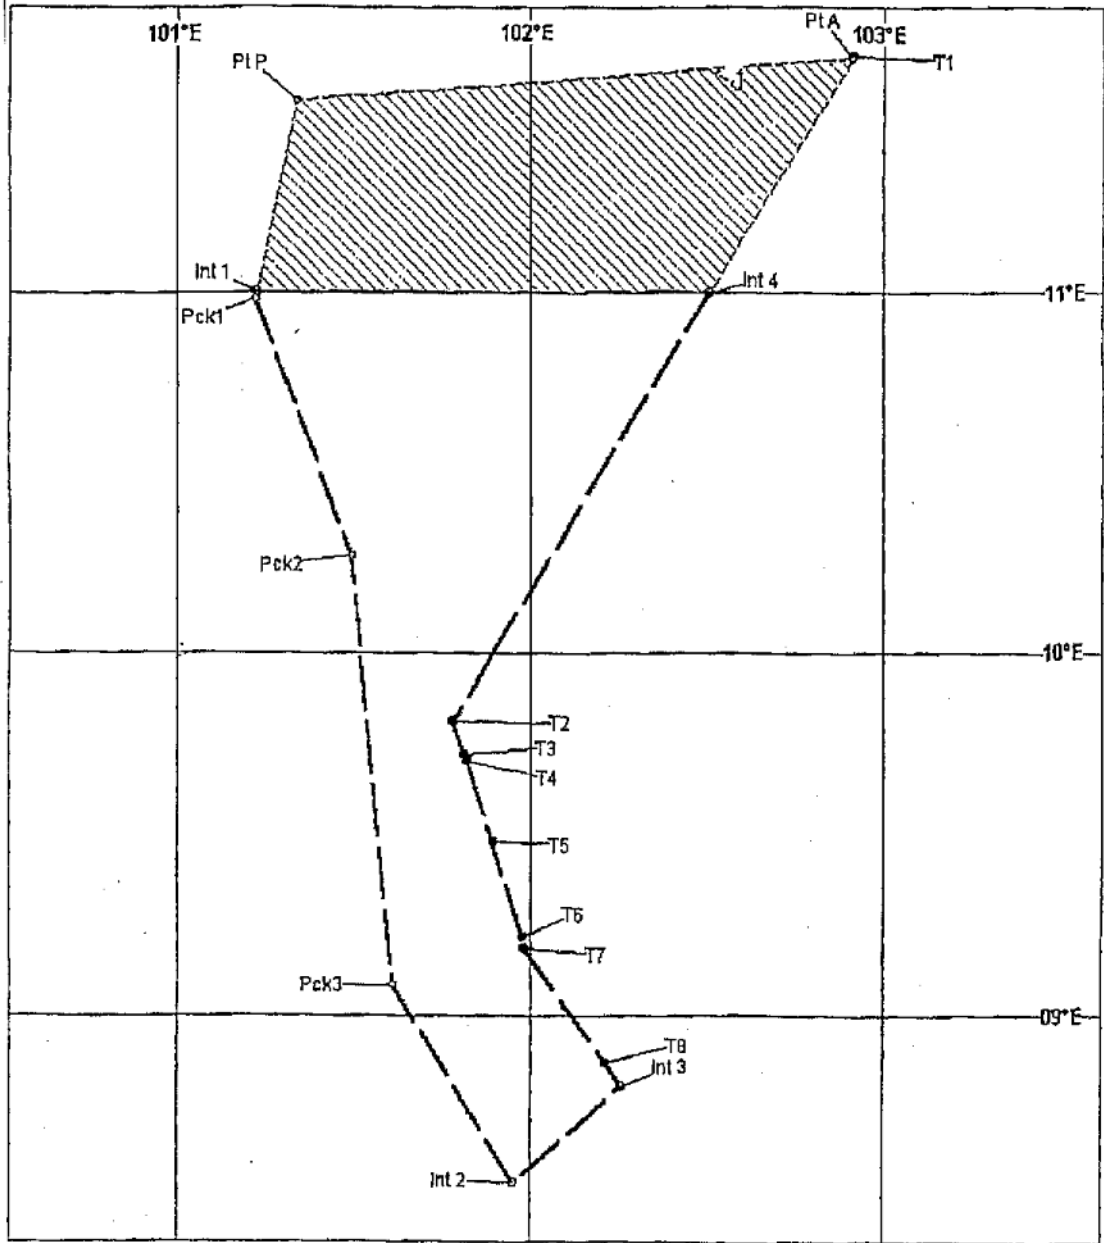 Pt A
101°E 102°E 103°E
Pt P
T1
J
Int 1
Int 4
11°E
Pck1
Pck2
10°E
T2
T3
T4
T5
T6
T7
Pck3
09°E
T8
Int 3
Int 2